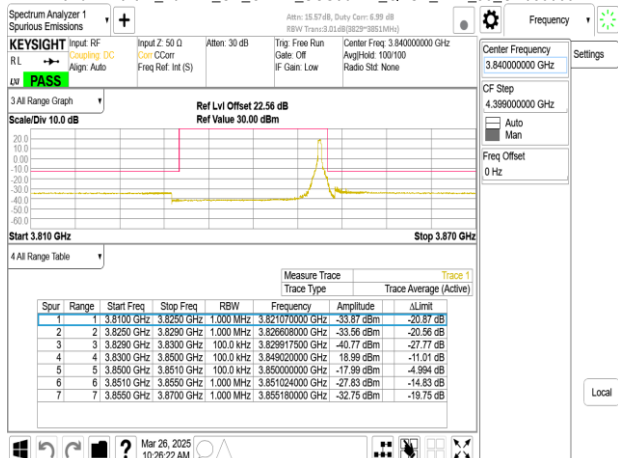 Spectrum Analyzer 1
Spurious Emissions
+
Attn: 15.57dB, Duty Corr: 6.99 dB
RBW Trans:3.01dB(3829~3851MHz)
Frequency
KEYSIGHT Input: RF Input Z: 50 Ω Atten: 30 dB Trig: Free Run Center Freq: 3.840000000 GHz
RL Coupling: DC Corr CCorr Gate: Off Avg|Hold: 100/100
Align: Auto Freq Ref: Int (S) IF Gain: Low Radio Std: None
LXI PASS
Center Frequency
3.840000000 GHz
Settings
CF Step
4.399000000 GHz
Auto
Man
Freq Offset
0 Hz
3 All Range Graph
Ref Lvl Offset 22.56 dB
Scale/Div 10.0 dB Ref Value 30.00 dBm
20.0
10.0
0.00
-10.0
-20.0
-30.0
-40.0
-50.0
-60.0
Start 3.810 GHz Stop 3.870 GHz
4 All Range Table
Measure Trace Trace 1
Trace Type Trace Average (Active)
Spur Range Start Freq Stop Freq RBW Frequency Amplitude ΔLimit
1 1 3.8100 GHz 3.8250 GHz 1.000 MHz 3.821070000 GHz -33.87 dBm -20.87 dB
2 2 3.8250 GHz 3.8290 GHz 1.000 MHz 3.826608000 GHz -33.56 dBm -20.56 dB
3 3 3.8290 GHz 3.8300 GHz 100.0 kHz 3.829917500 GHz -40.77 dBm -27.77 dB
4 4 3.8300 GHz 3.8500 GHz 100.0 kHz 3.849020000 GHz 18.99 dBm -11.01 dB
5 5 3.8500 GHz 3.8510 GHz 100.0 kHz 3.850000000 GHz -17.99 dBm -4.994 dB
6 6 3.8510 GHz 3.8550 GHz 1.000 MHz 3.851024000 GHz -27.83 dBm -14.83 dB
7 7 3.8550 GHz 3.8700 GHz 1.000 MHz 3.855180000 GHz -32.75 dBm -19.75 dB
Local
? Mar 26, 2025
10:26:22 AM